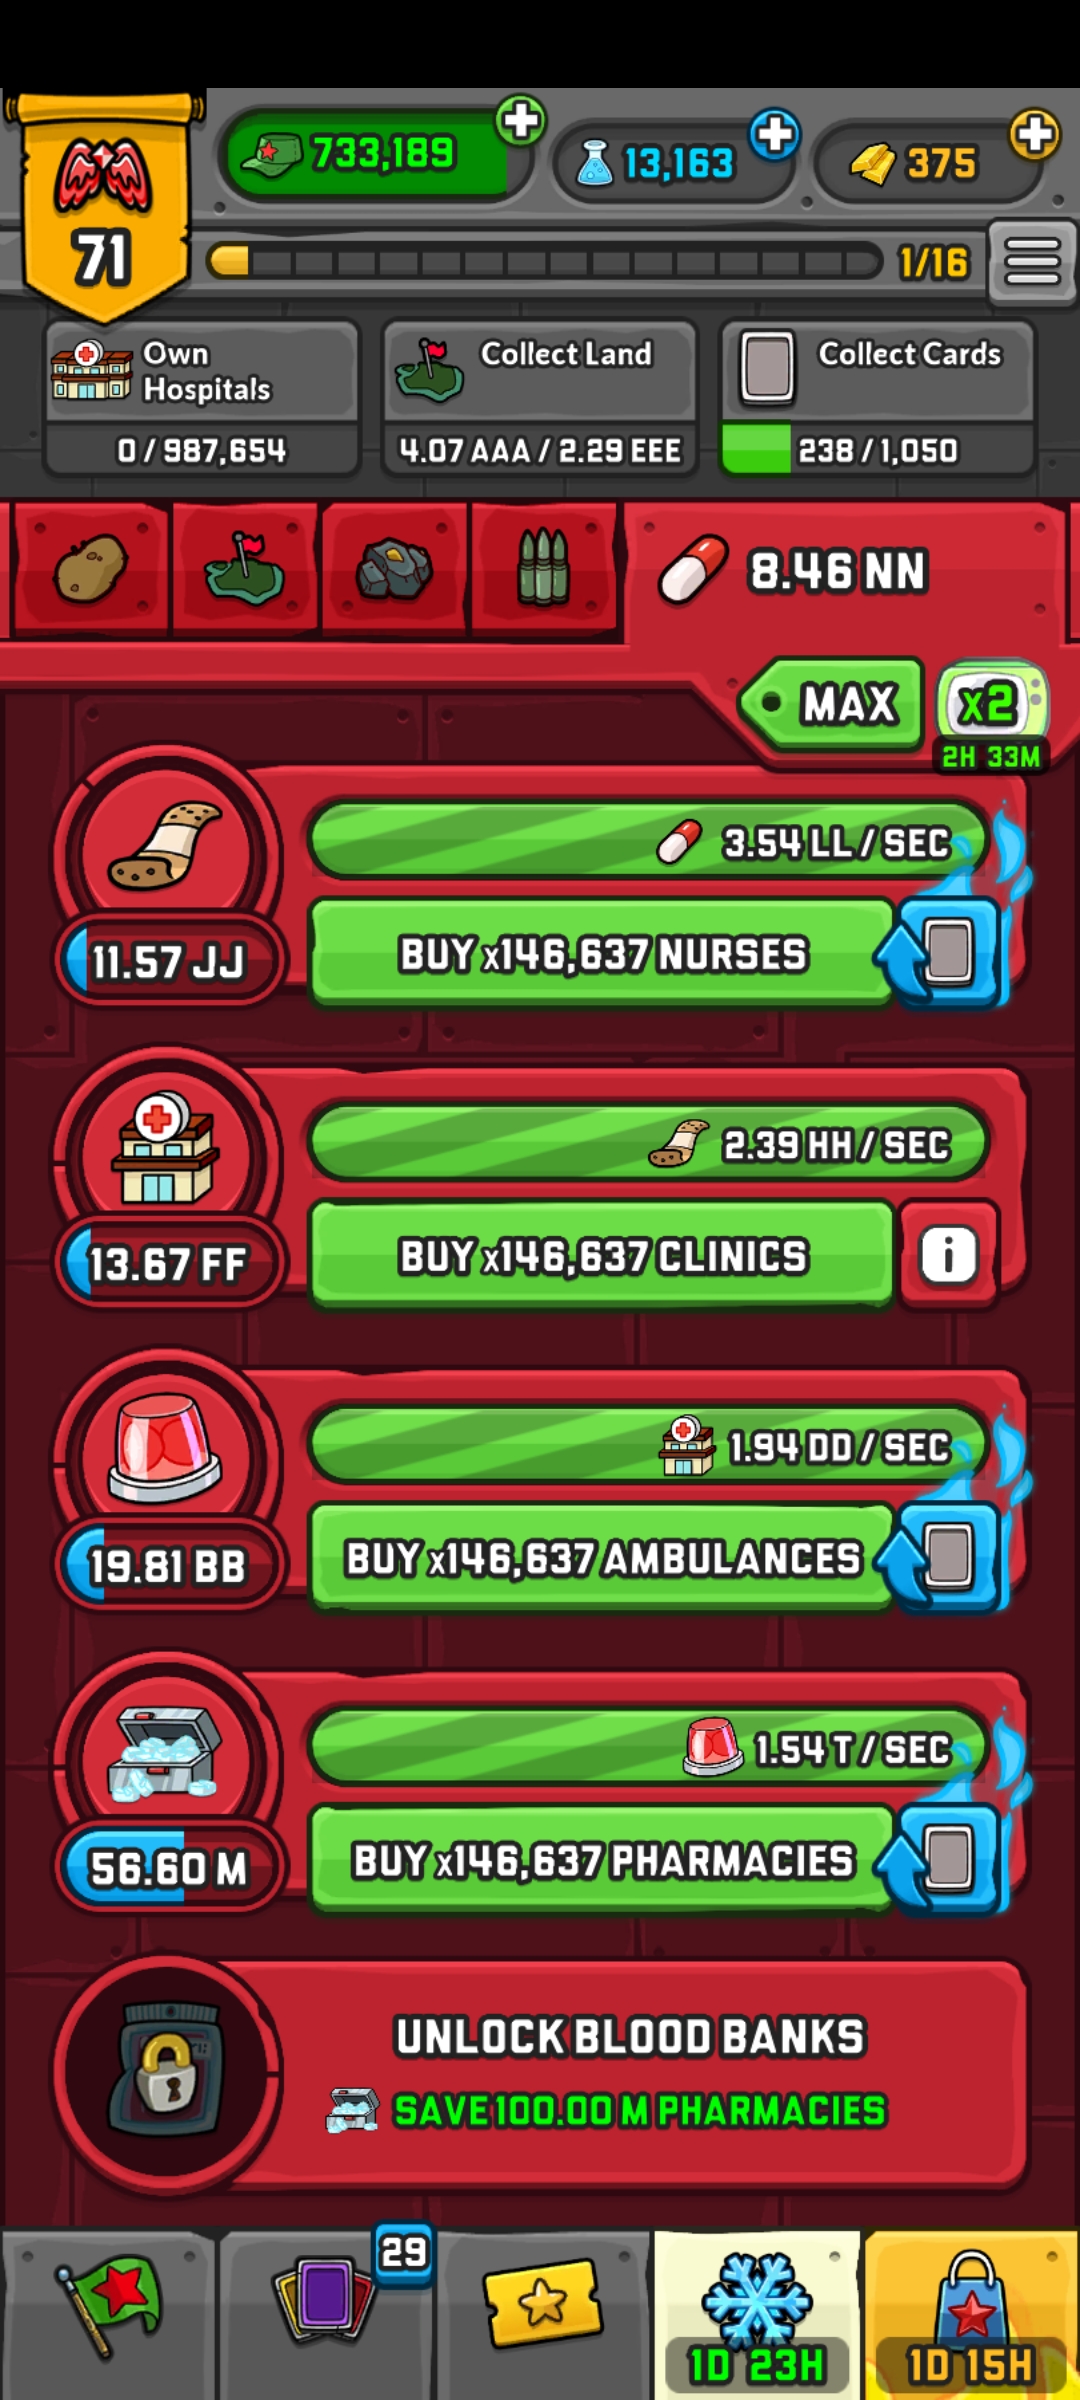 733,189
13,163
375
71
1/16
Own
Hospitals
0 / 987,654
Collect Land
4.07 AAA / 2.29 EEE
Collect Cards
238 / 1,050
8.46 NN
MAX
x2
2H 33M
3.54 LL / SEC
11.57 JJ
BUY x146,637 NURSES
2.39 HH / SEC
13.67 FF
BUY x146,637 CLINICS
i
1.94 DD / SEC
19.81 BB
BUY x146,637 AMBULANCES
1.54 T / SEC
56.60 M
BUY x146,637 PHARMACIES
UNLOCK BLOOD BANKS
SAVE 100.00 M PHARMACIES
29
1D 23H
1D 15H